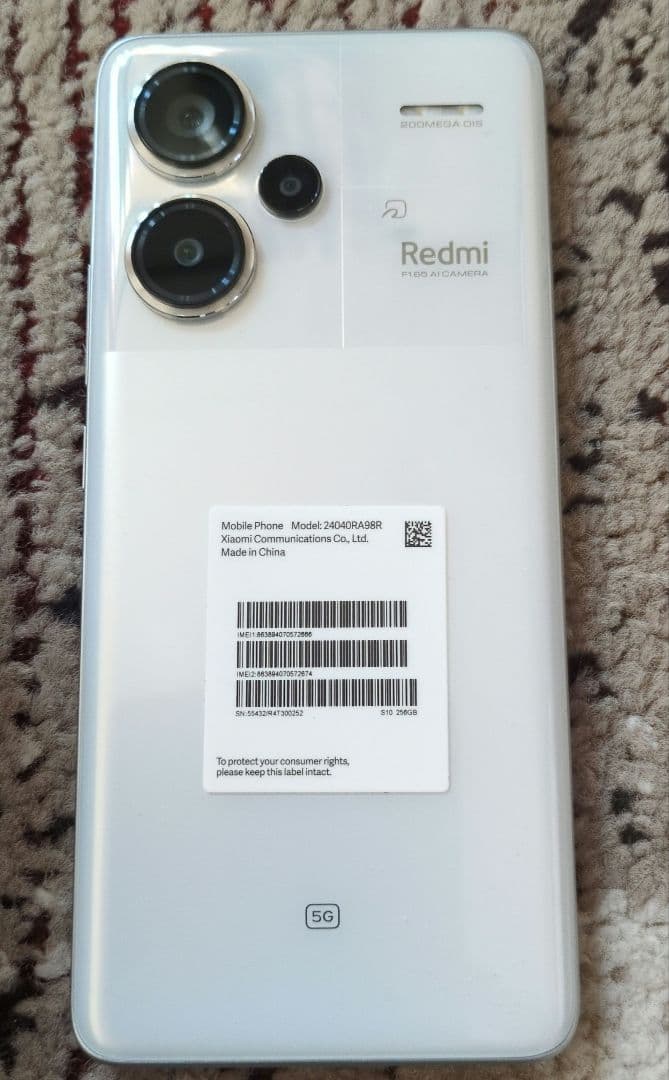 200MEGA OIS
Redmi
F1.65 AI CAMERA
Mobile Phone Model: 24040RA98R
Xiaomi Communications Co., Ltd.
Made in China
IMEI1:863894070572666
IMEI2:863894070572674
SN:55432/R4T300252 S10 256GB
To protect your consumer rights,
please keep this label intact.
5G